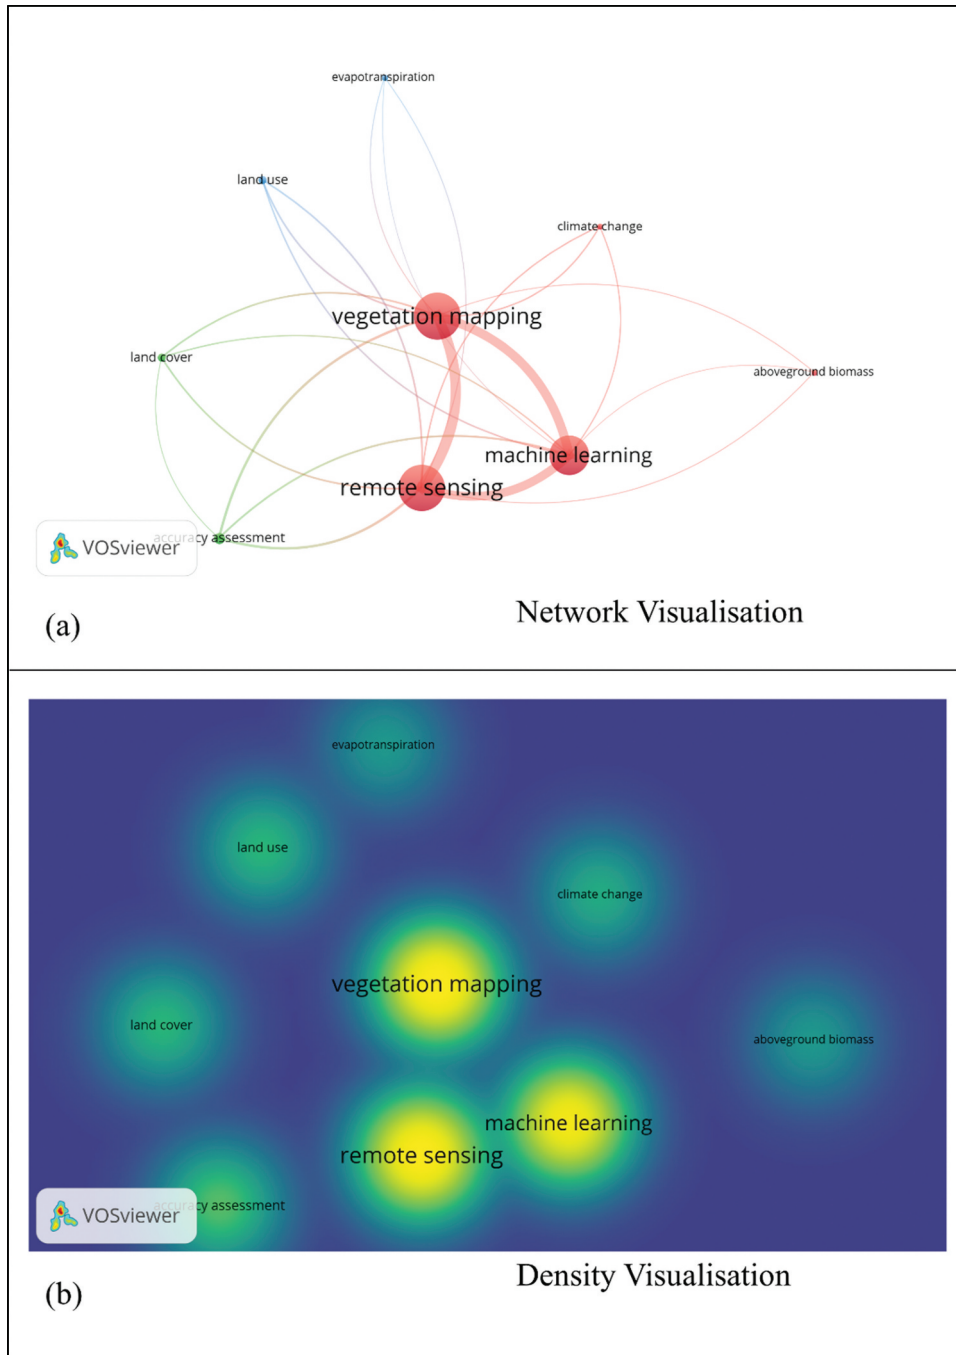 evapotranspiration
land use
climate change
vegetation mapping
land cover
aboveground biomass
machine learning
remote sensing
accuracy assessment
VOSviewer
(a)
Network Visualisation
evapotranspiration
land use
climate change
vegetation mapping
land cover
aboveground biomass
machine learning
remote sensing
accuracy assessment
VOSviewer
(b)
Density Visualisation